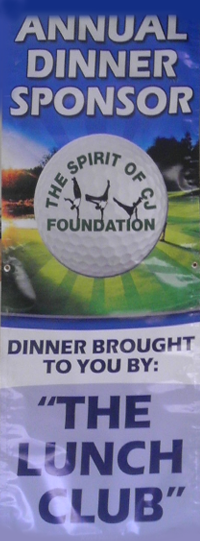 ANNUAL
DINNER
SPONSOR
THE SPIRIT OF CJ
FOUNDATION
DINNER BROUGHT
TO YOU BY:
"THE
LUNCH
CLUB"